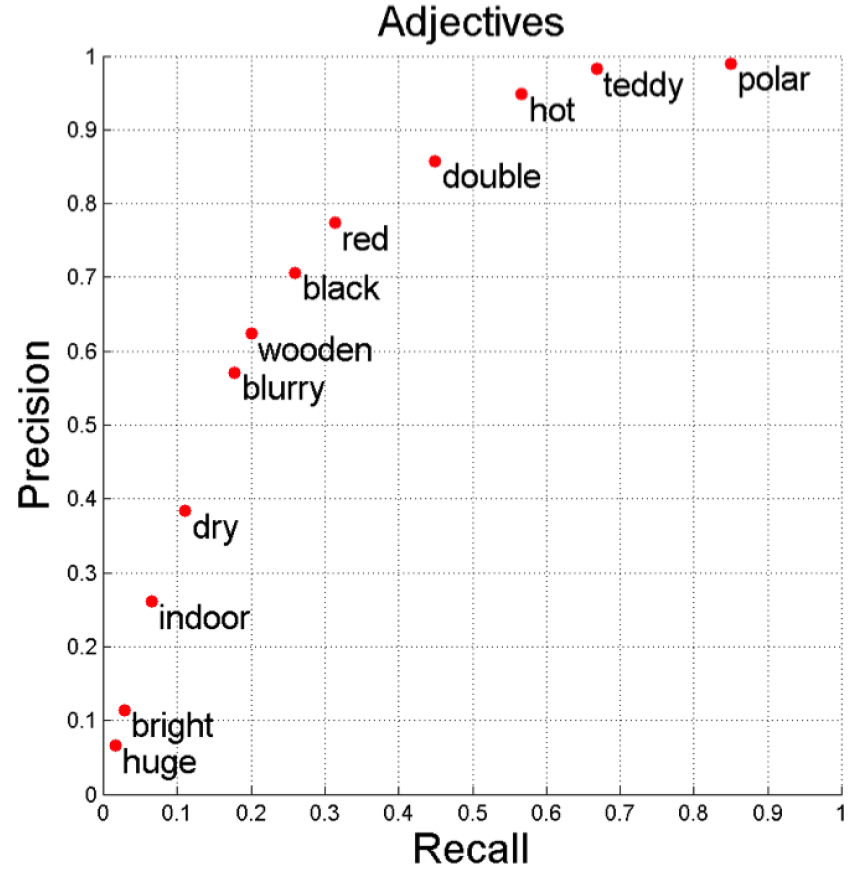 Adjectives
1
polar
teddy
hot
0.9
double
0.8
red
0.7
black
0.6
wooden
blurry
0.5
Precision
0.4
dry
0.3
indoor
0.2
0.1
bright
huge
0
0 0.1 0.2 0.3 0.4 0.5 0.6 0.7 0.8 0.9 1
Recall